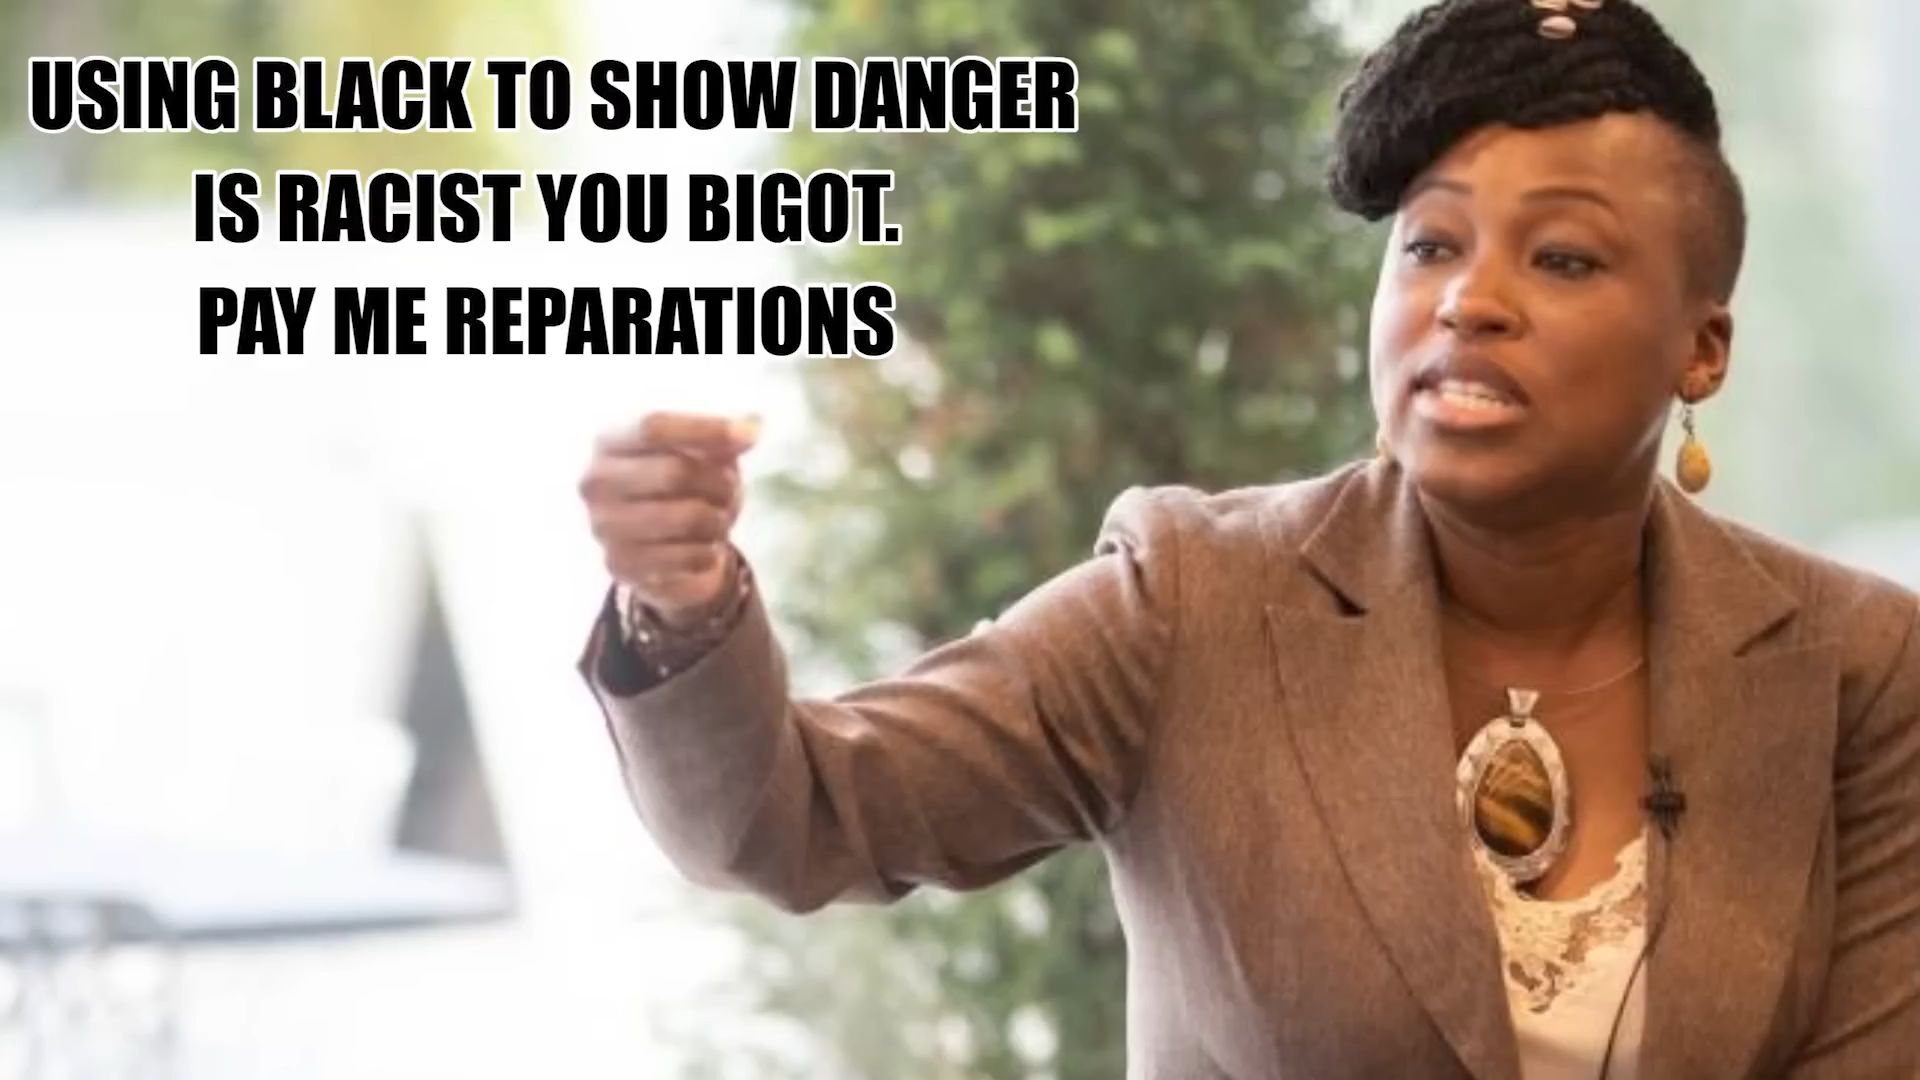 USING BLACK TO SHOW DANGER
IS RACIST YOU BIGOT.
PAY ME REPARATIONS